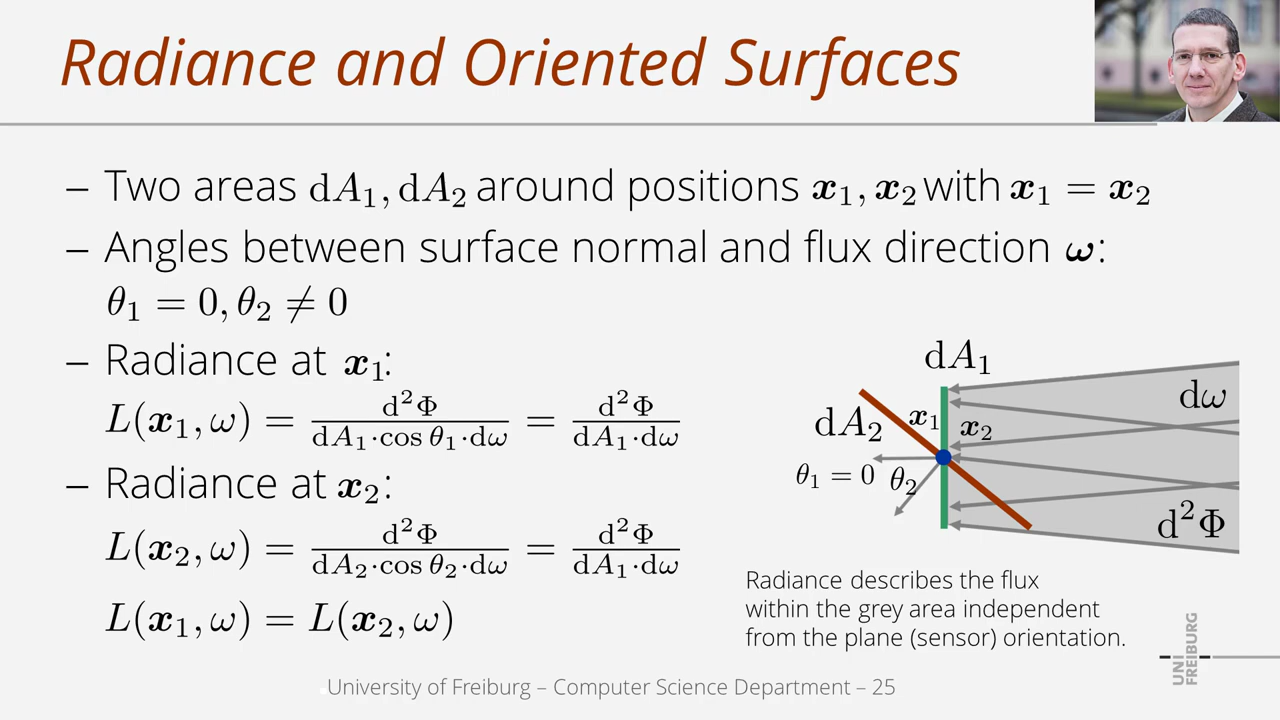 Radiance and Oriented Surfaces
– Two areas dA₁, dA₂ around positions x₁, x₂ with x₁ = x₂
– Angles between surface normal and flux direction ω:
θ₁ = 0, θ₂ ≠ 0
– Radiance at x₁:
L(x₁, ω) = d²Φ / (dA₁·cos θ₁·dω) = d²Φ / (dA₁·dω)
– Radiance at x₂:
L(x₂, ω) = d²Φ / (dA₂·cos θ₂·dω) = d²Φ / (dA₁·dω)
L(x₁, ω) = L(x₂, ω)
dA₁
dω
dA₂ x₁ x₂
θ₁ = 0 θ₂
d²Φ
Radiance describes the flux
within the grey area independent
from the plane (sensor) orientation.
UNI
FREIBURG
University of Freiburg – Computer Science Department – 25